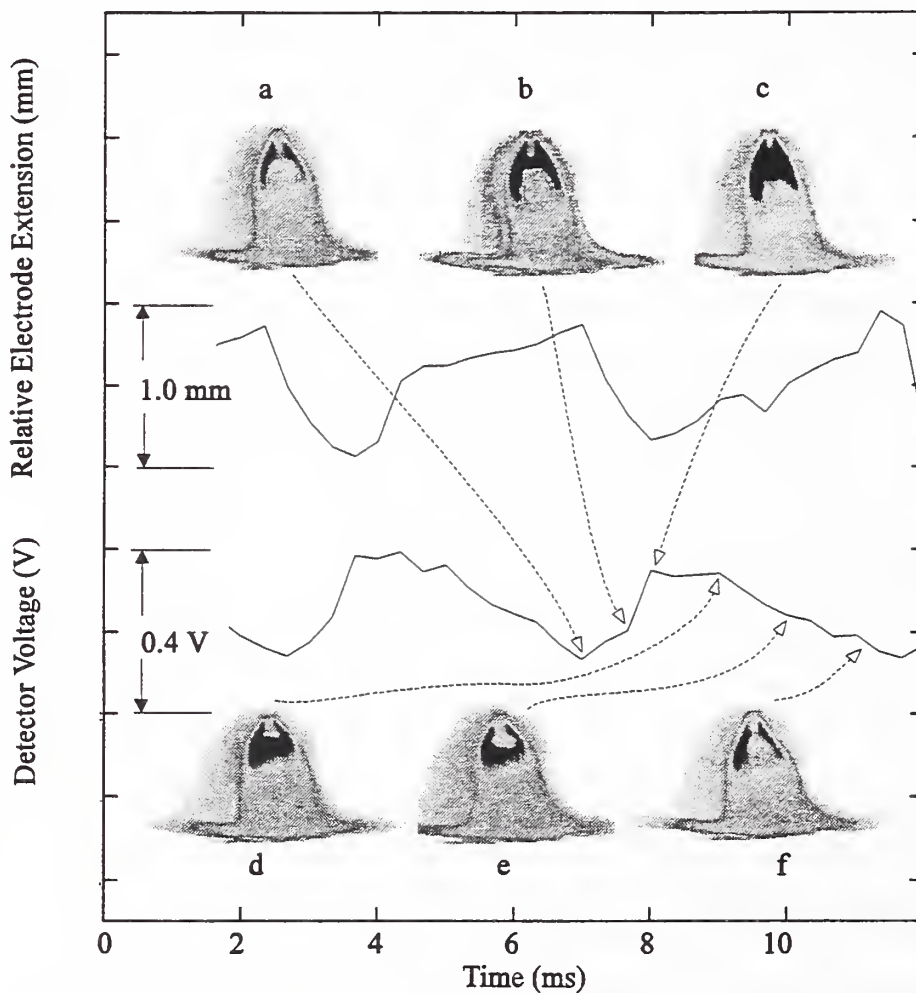 Relative Electrode Extension (mm)
a
b
c
1.0 mm
Detector Voltage (V)
0.4 V
d
e
f
0
2
4
6
8
10
Time (ms)